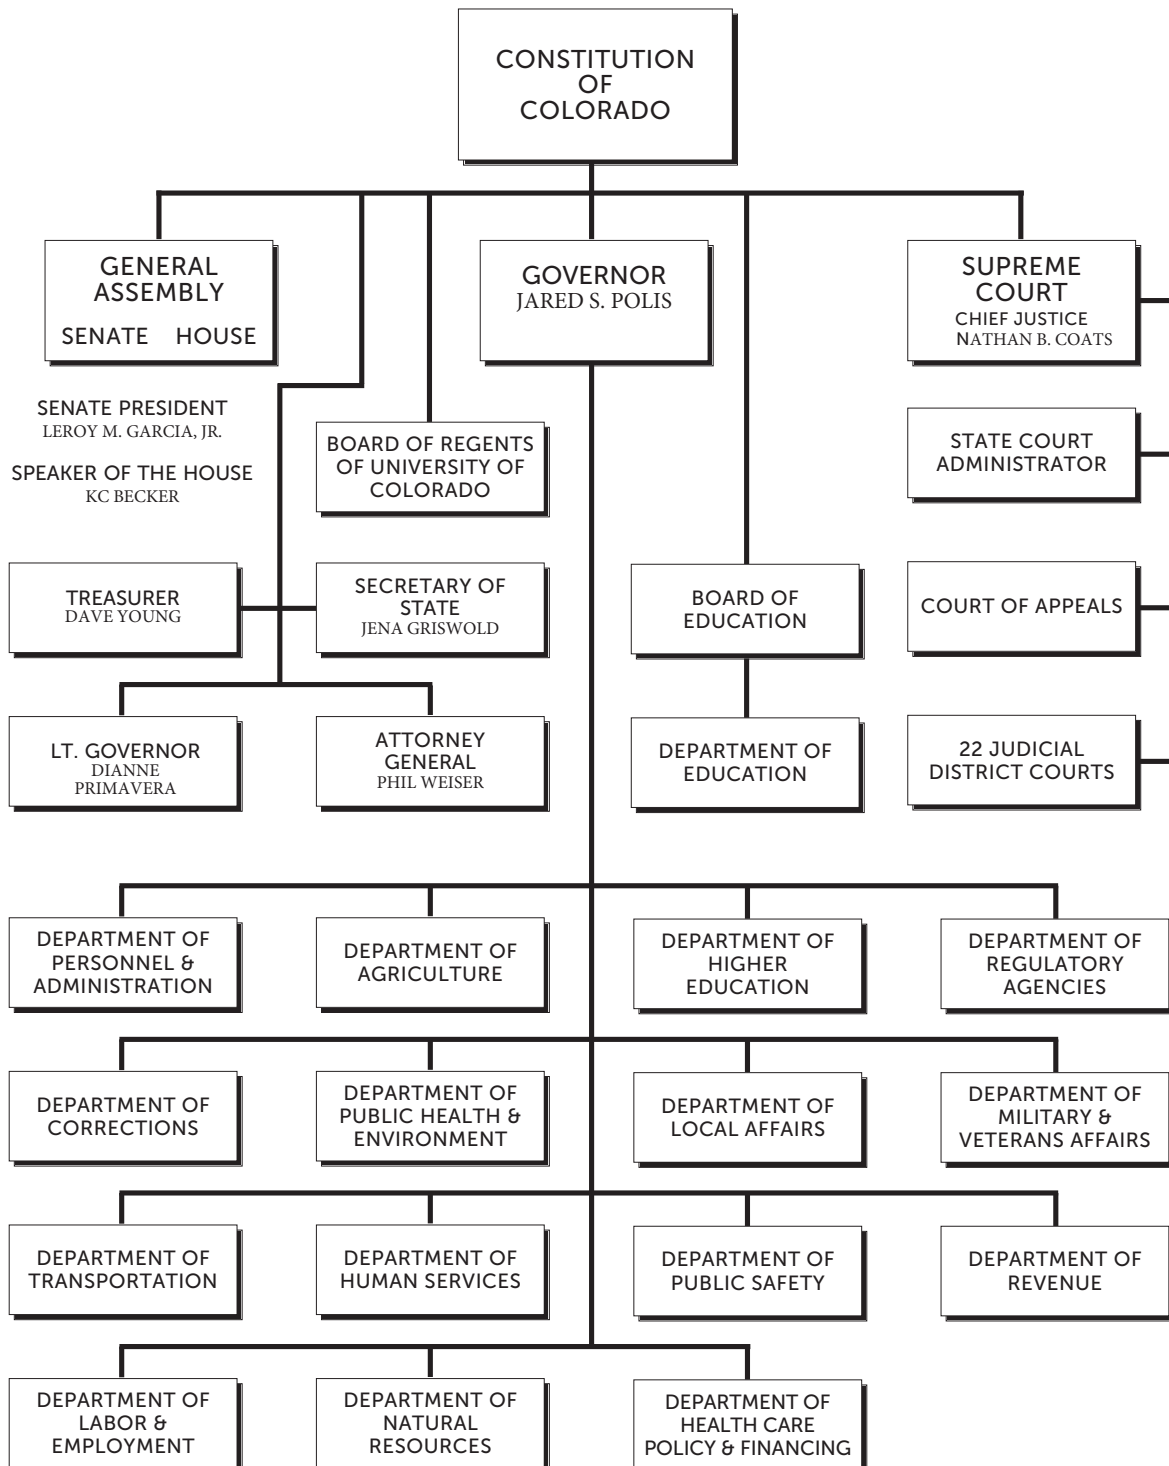 CONSTITUTION
OF
COLORADO
GENERAL
ASSEMBLY
SENATE HOUSE
GOVERNOR
JARED S. POLIS
SUPREME
COURT
CHIEF JUSTICE
NATHAN B. COATS
SENATE PRESIDENT
LEROY M. GARCIA, JR.
SPEAKER OF THE HOUSE
KC BECKER
BOARD OF REGENTS
OF UNIVERSITY OF
COLORADO
STATE COURT
ADMINISTRATOR
TREASURER
DAVE YOUNG
SECRETARY OF
STATE
JENA GRISWOLD
BOARD OF
EDUCATION
COURT OF APPEALS
LT. GOVERNOR
DIANNE
PRIMAVERA
ATTORNEY
GENERAL
PHIL WEISER
DEPARTMENT OF
EDUCATION
22 JUDICIAL
DISTRICT COURTS
DEPARTMENT OF
PERSONNEL &
ADMINISTRATION
DEPARTMENT OF
AGRICULTURE
DEPARTMENT OF
HIGHER
EDUCATION
DEPARTMENT OF
REGULATORY
AGENCIES
DEPARTMENT OF
CORRECTIONS
DEPARTMENT OF
PUBLIC HEALTH &
ENVIRONMENT
DEPARTMENT OF
LOCAL AFFAIRS
DEPARTMENT OF
MILITARY &
VETERANS AFFAIRS
DEPARTMENT OF
TRANSPORTATION
DEPARTMENT OF
HUMAN SERVICES
DEPARTMENT OF
PUBLIC SAFETY
DEPARTMENT OF
REVENUE
DEPARTMENT OF
LABOR &
EMPLOYMENT
DEPARTMENT OF
NATURAL
RESOURCES
DEPARTMENT OF
HEALTH CARE
POLICY & FINANCING